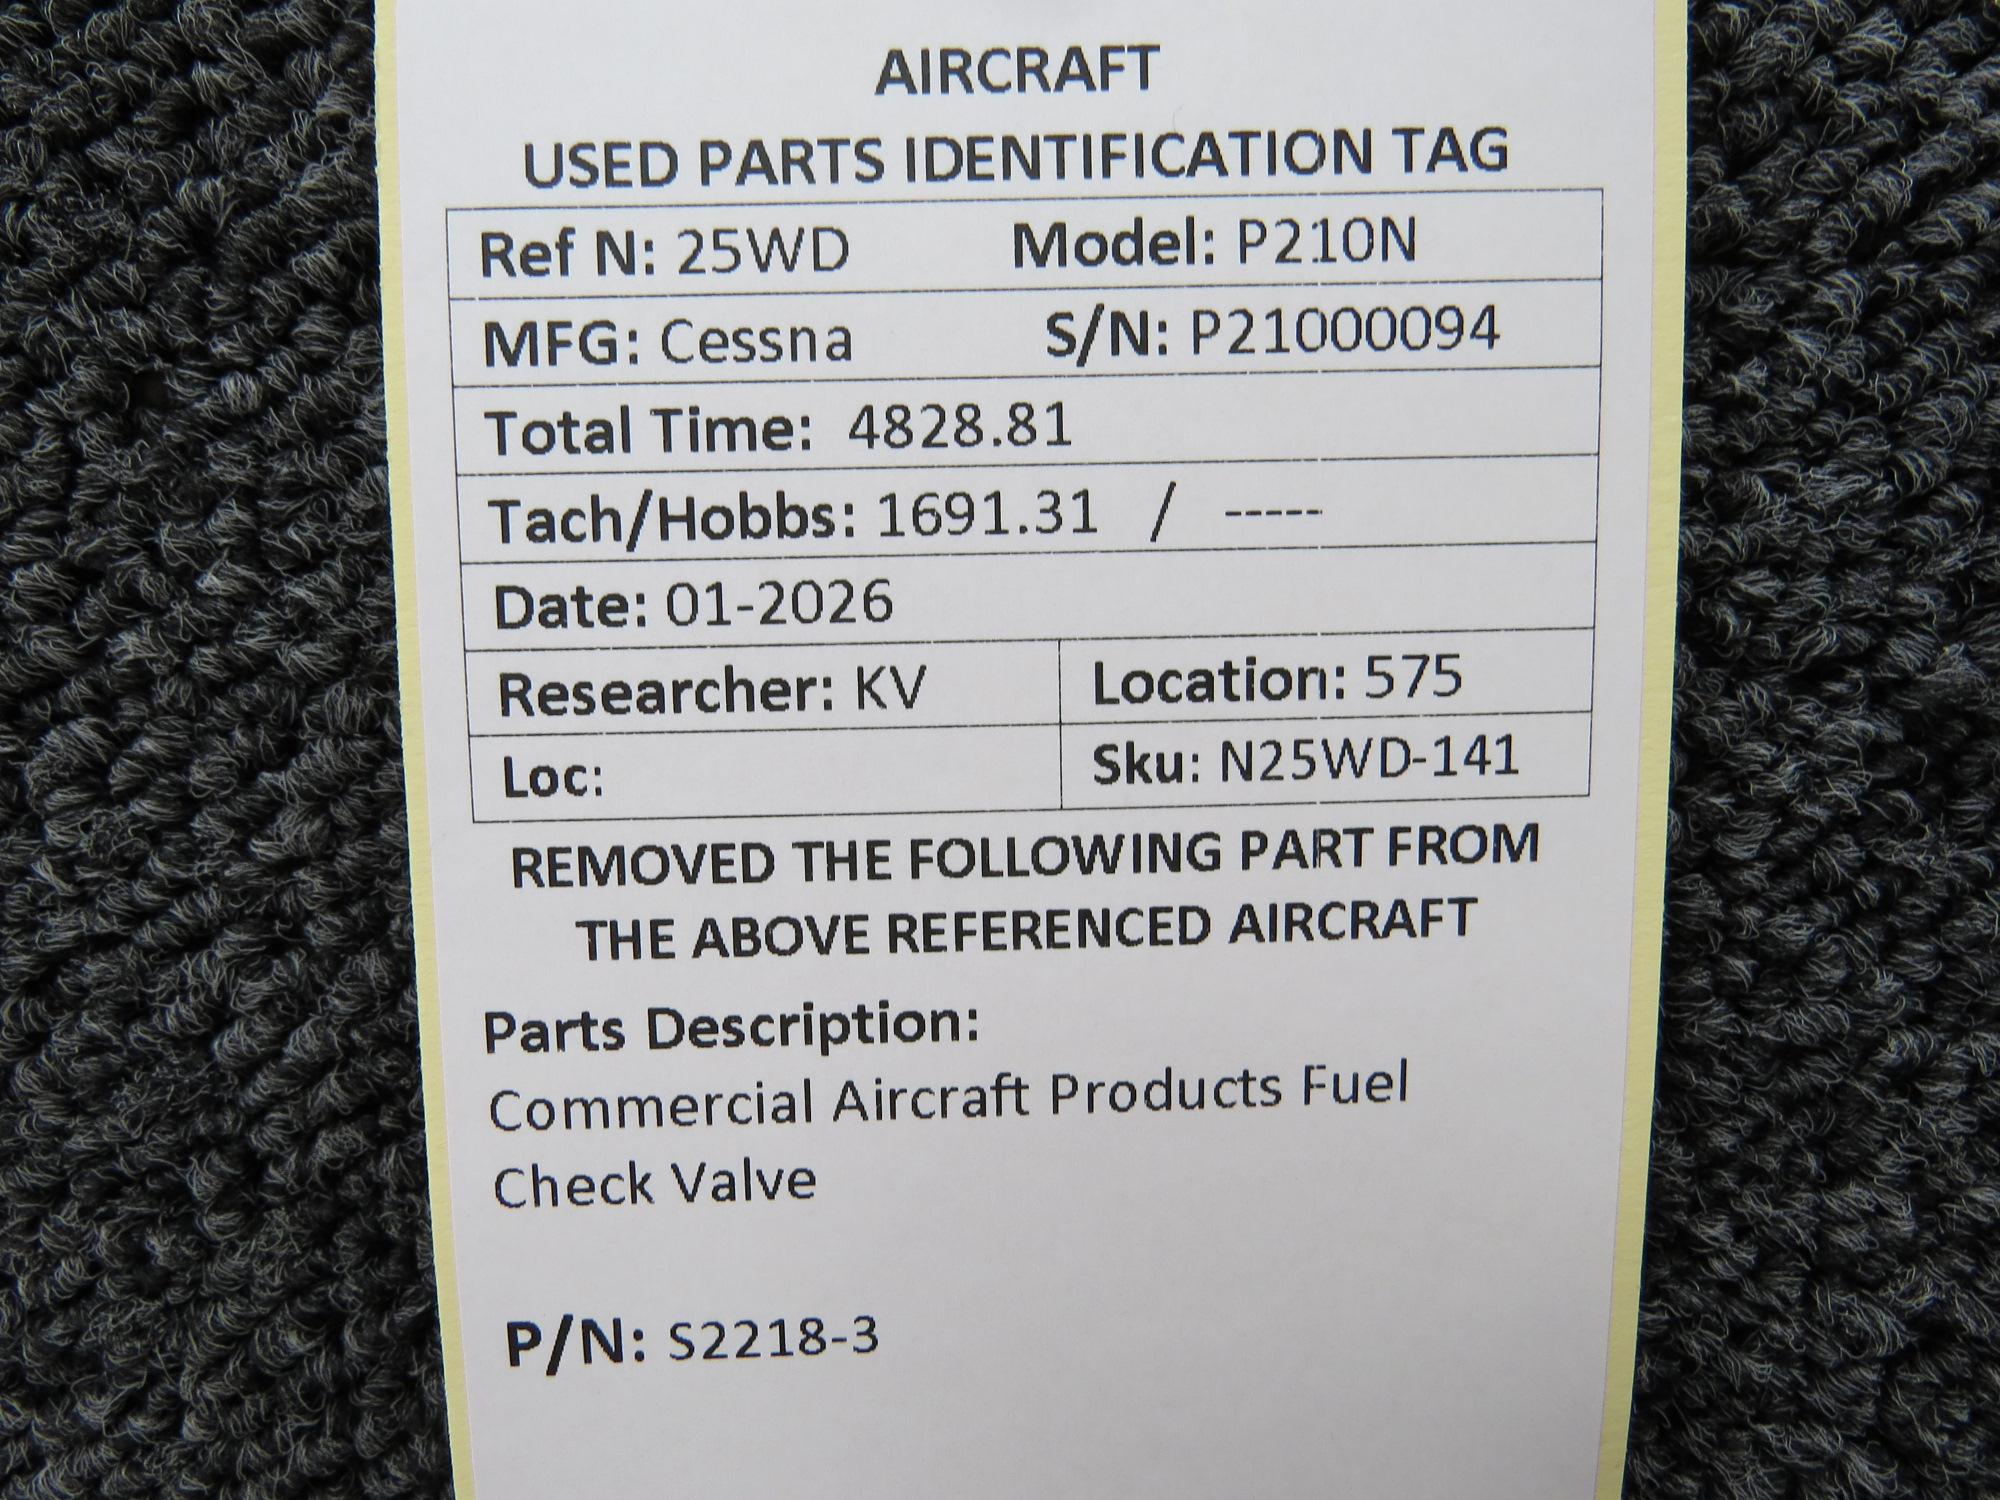 AIRCRAFT
USED PARTS IDENTIFICATION TAG
Ref N: 25WD Model: P210N
MFG: Cessna S/N: P21000094
Total Time: 4828.81
Tach/Hobbs: 1691.31 / -----
Date: 01-2026
Researcher: KV Location: 575
Loc: Sku: N25WD-141
REMOVED THE FOLLOWING PART FROM
THE ABOVE REFERENCED AIRCRAFT
Parts Description:
Commercial Aircraft Products Fuel
Check Valve
P/N: S2218-3